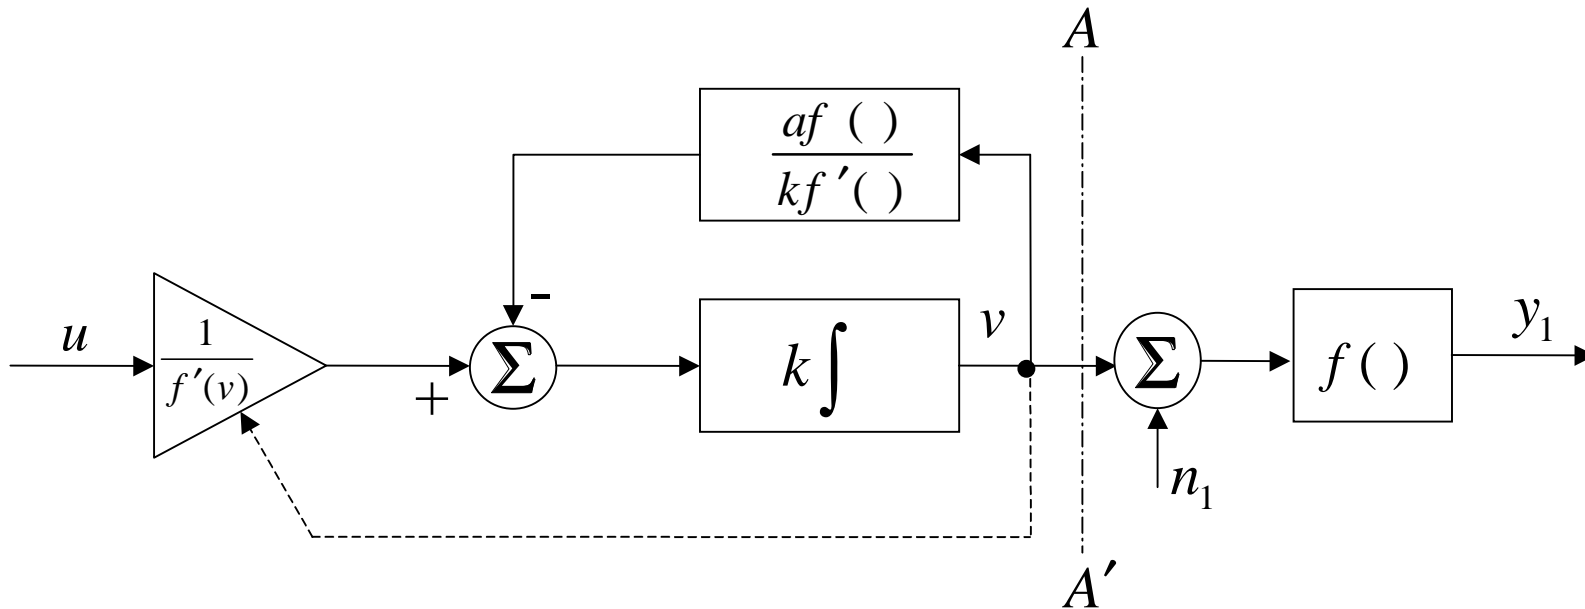 A
af ( )
kf ′( )
-
u
1
f ′(v)
+
Σ
k∫
v
Σ
n₁
f ( )
y₁
A′